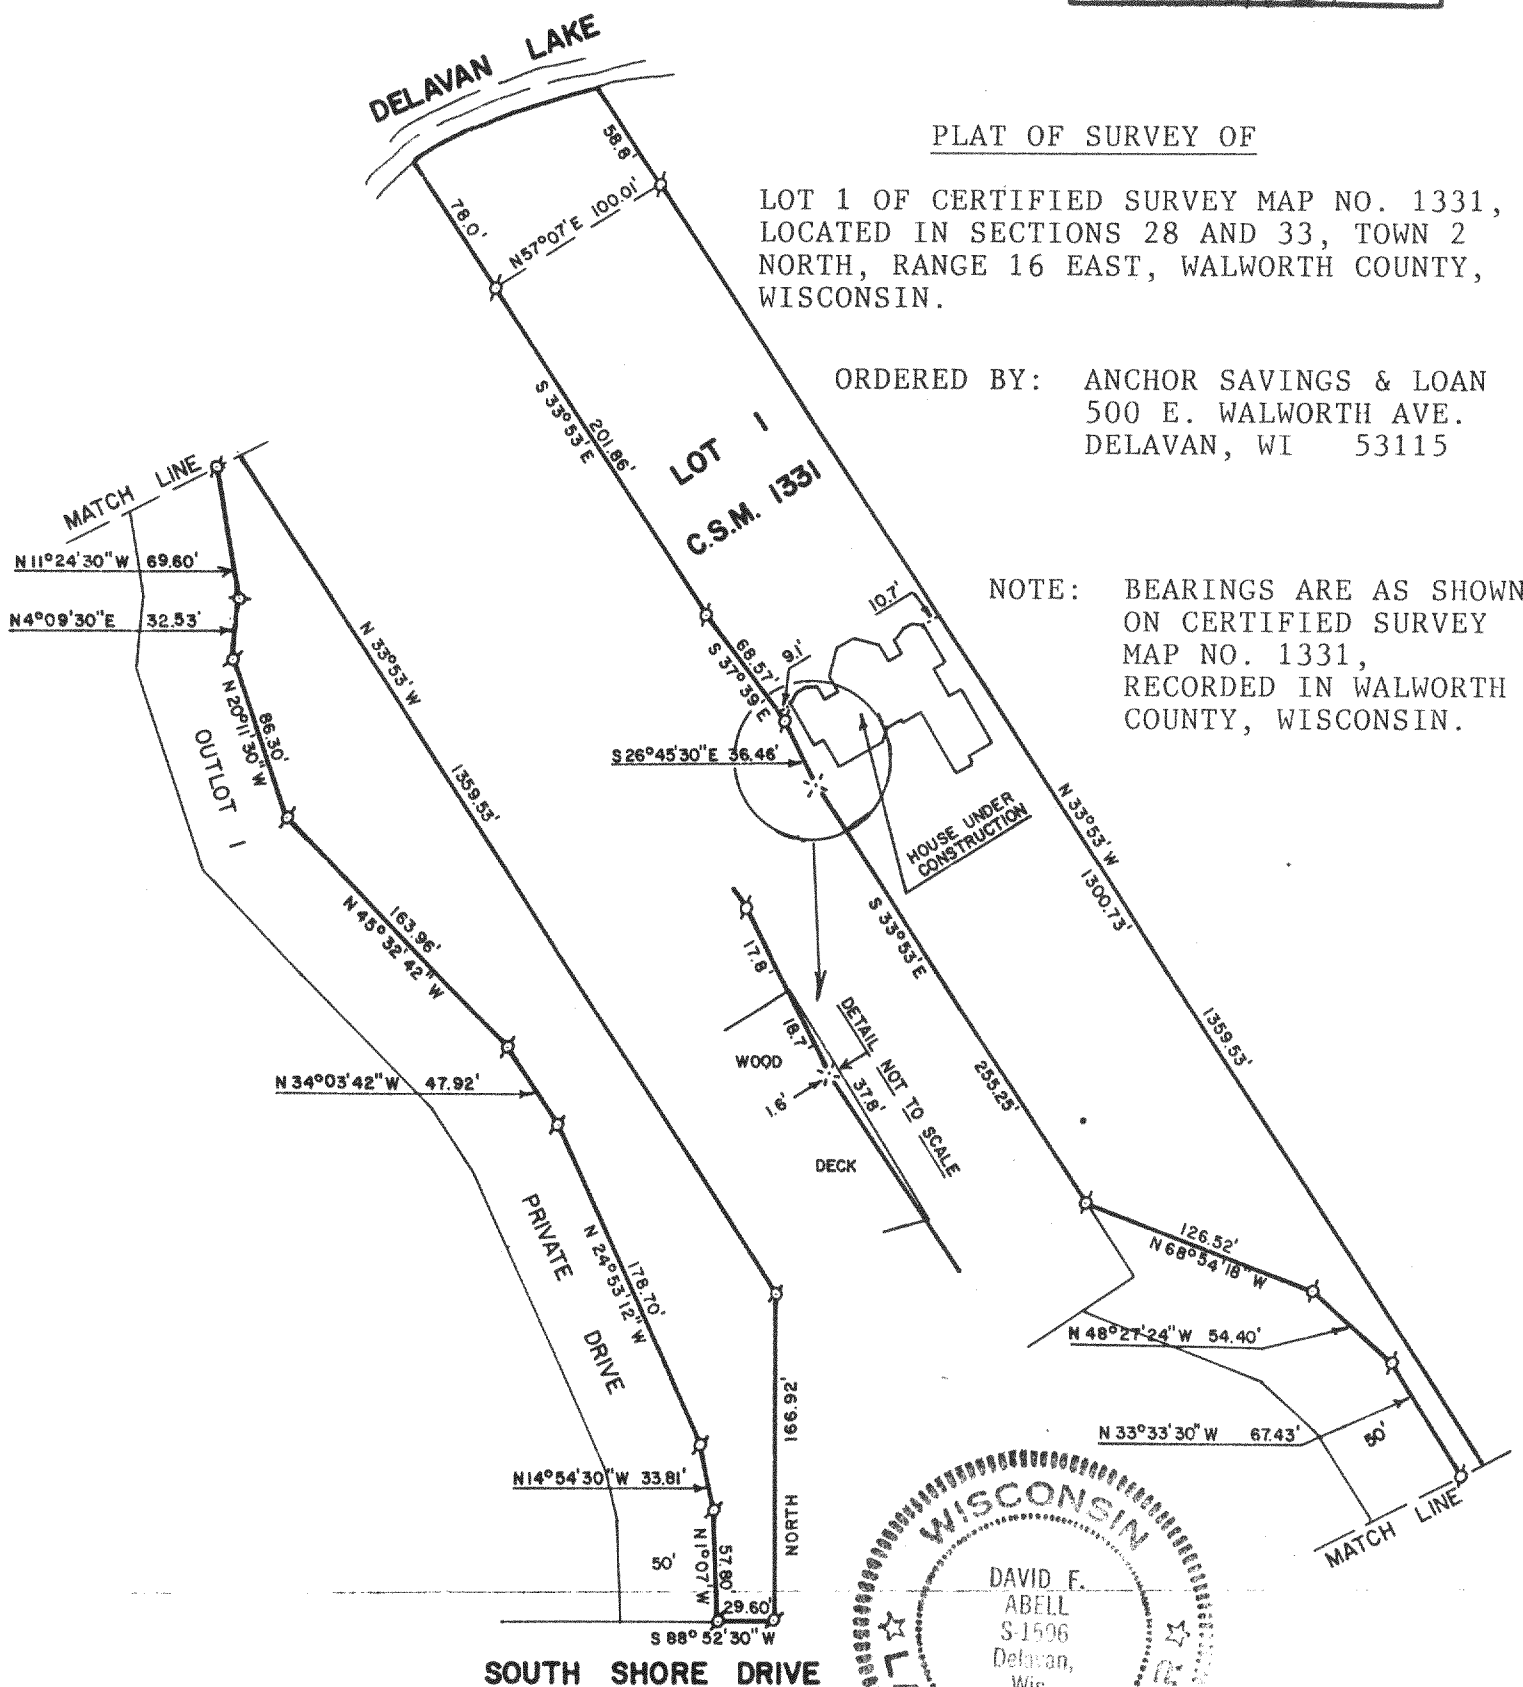 DELAVAN LAKE
PLAT OF SURVEY OF
LOT 1 OF CERTIFIED SURVEY MAP NO. 1331,
LOCATED IN SECTIONS 28 AND 33, TOWN 2
NORTH, RANGE 16 EAST, WALWORTH COUNTY,
WISCONSIN.
ORDERED BY: ANCHOR SAVINGS & LOAN
500 E. WALWORTH AVE.
DELAVAN, WI 53115
NOTE: BEARINGS ARE AS SHOWN
ON CERTIFIED SURVEY
MAP NO. 1331,
RECORDED IN WALWORTH
COUNTY, WISCONSIN.
58.8'
78.0'
N57°07'E 100.01'
S 33°53'E
201.86'
LOT 1
C.S.M. 1331
10.7'
9.1'
68.57'
S 37°39'E
S26°45'30"E 36.46'
HOUSE UNDER
CONSTRUCTION
N 33°53'W
1300.73'
1359.53'
S 33°53'E
255.25'
17.8'
18.7'
WOOD
1.6'
37.8'
DECK
DETAIL NOT TO SCALE
126.52'
N 68°54'18"W
N 48°27'24"W 54.40'
N 33°33'30"W 67.43'
50'
MATCH LINE
MATCH LINE
N11°24'30"W 69.60'
N4°09'30"E 32.53'
86.30'
N 20°11'30"W
OUTLOT 1
N 33°53'W
1359.53'
163.96'
N 45°32'42"W
N 34°03'42"W 47.92'
PRIVATE DRIVE
178.70'
N 24°53'12"W
N14°54'30"W 33.81'
57.80'
N1°07'W
50'
NORTH 166.92'
29.60'
S 88°52'30"W
SOUTH SHORE DRIVE
WISCONSIN
DAVID F.
ABELL
S-1596
Delavan,
Wis.